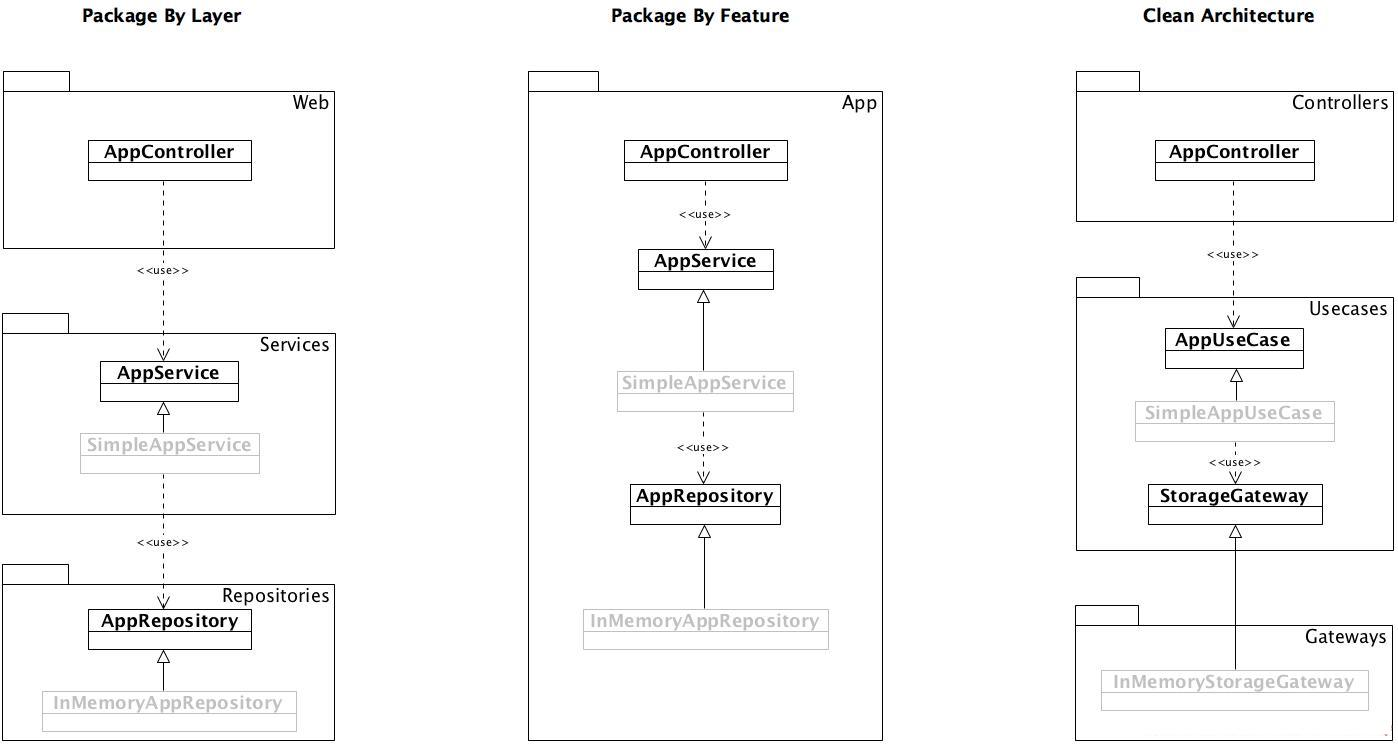 Package By Layer
Web
AppController
<<use>>
Services
AppService
SimpleAppService
<<use>>
Repositories
AppRepository
InMemoryAppRepository
Package By Feature
App
AppController
<<use>>
AppService
SimpleAppService
<<use>>
AppRepository
InMemoryAppRepository
Clean Architecture
Controllers
AppController
<<use>>
Usecases
AppUseCase
SimpleAppUseCase
<<use>>
StorageGateway
Gateways
InMemoryStorageGateway